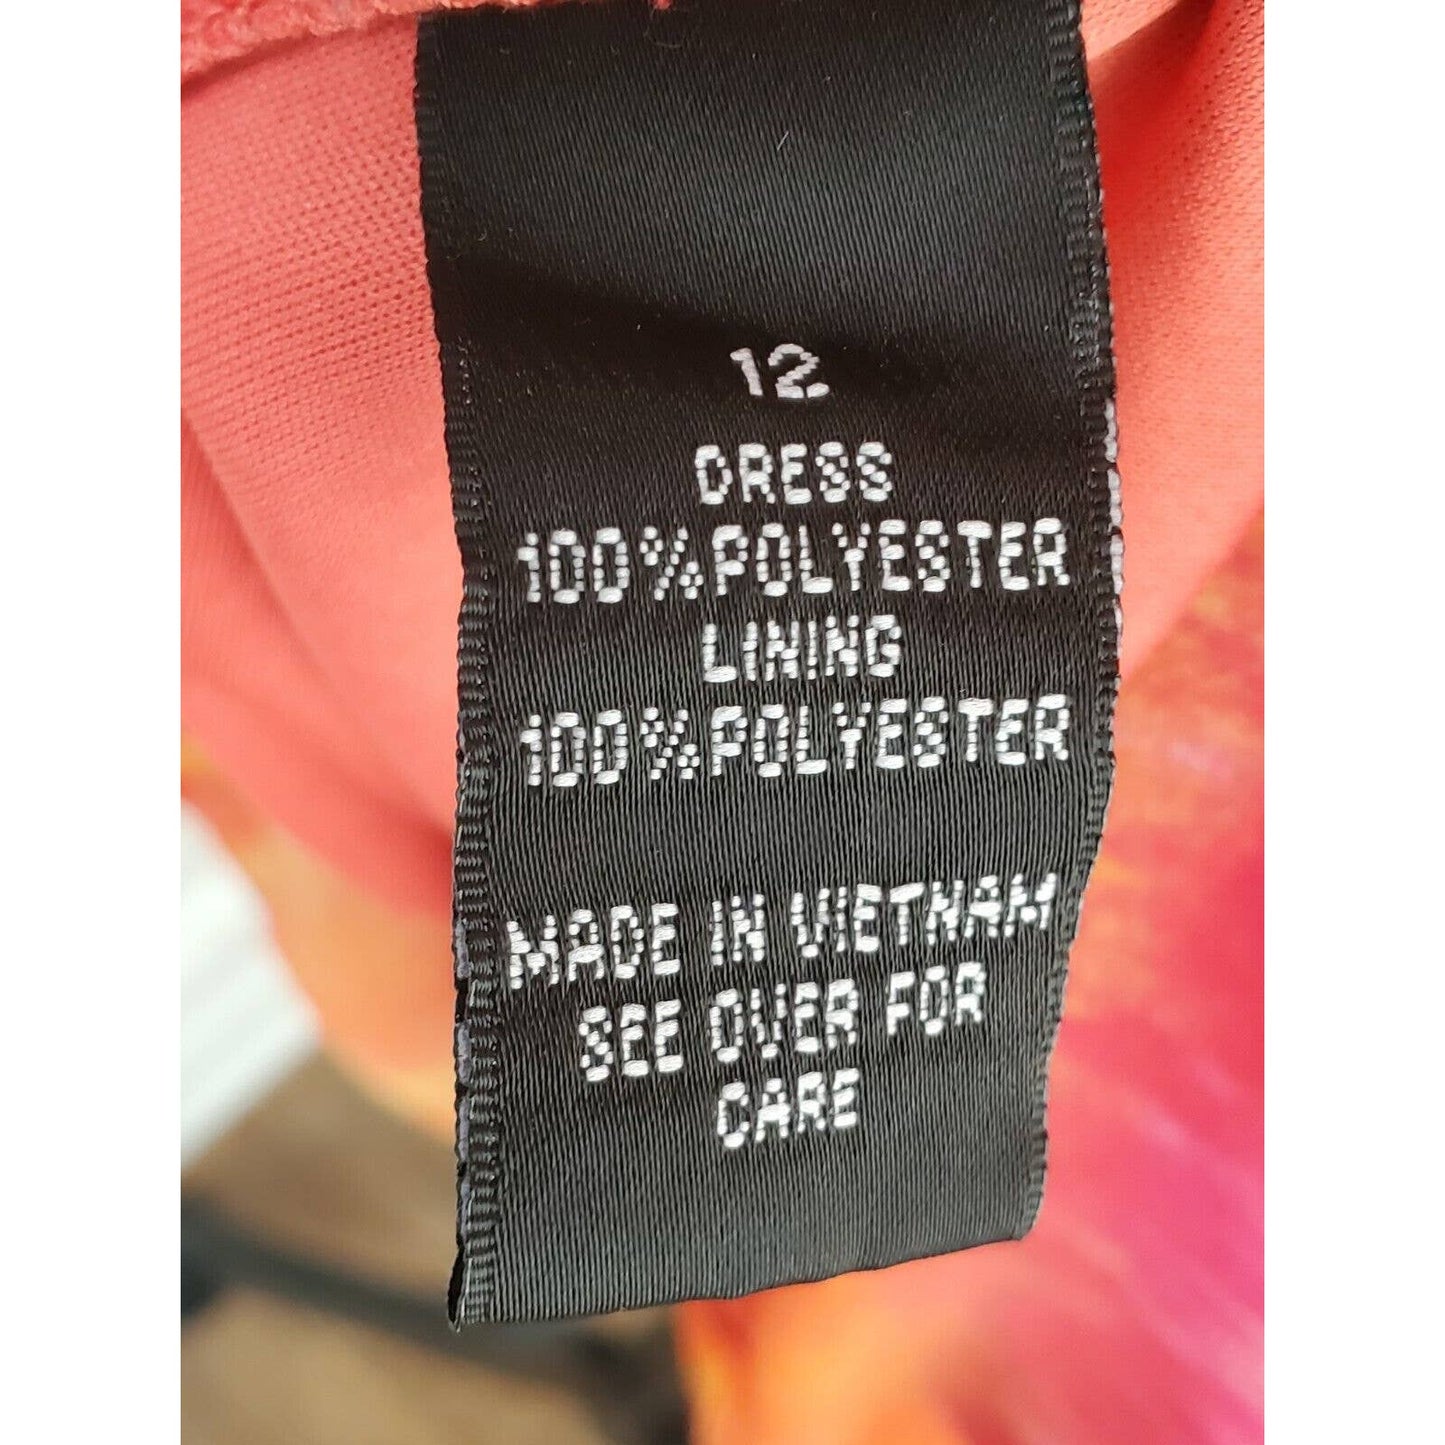 12
DRESS
100% POLYESTER
LINING
100% POLYESTER
MADE IN VIETNAM
SEE OVER FOR
CARE